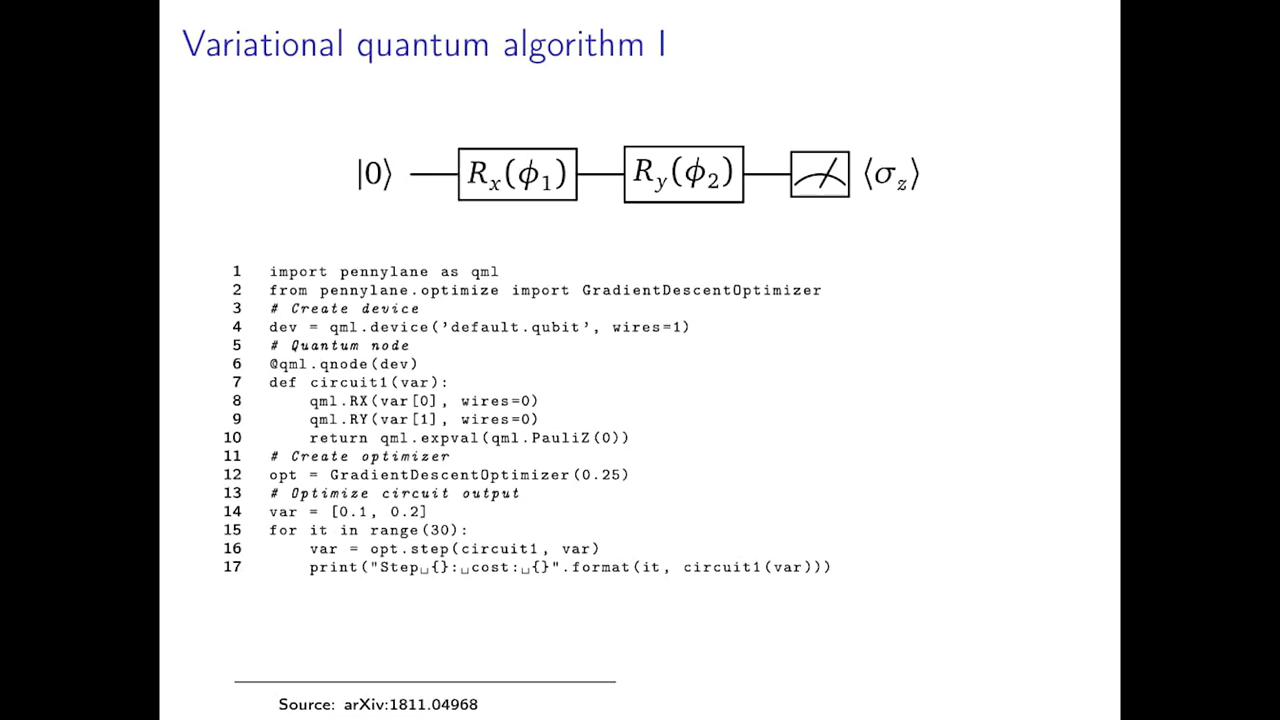 Variational quantum algorithm I
|0⟩ Rx(ϕ1) Ry(ϕ2) ⟨σz⟩
1 import pennylane as qml
2 from pennylane.optimize import GradientDescentOptimizer
3 # Create device
4 dev = qml.device('default.qubit', wires=1)
5 # Quantum node
6 @qml.qnode(dev)
7 def circuit1(var):
8     qml.RX(var[0], wires=0)
9     qml.RY(var[1], wires=0)
10     return qml.expval(qml.PauliZ(0))
11 # Create optimizer
12 opt = GradientDescentOptimizer(0.25)
13 # Optimize circuit output
14 var = [0.1, 0.2]
15 for it in range(30):
16     var = opt.step(circuit1, var)
17     print("Step␣{}:␣cost:␣{}".format(it, circuit1(var)))
Source: arXiv:1811.04968